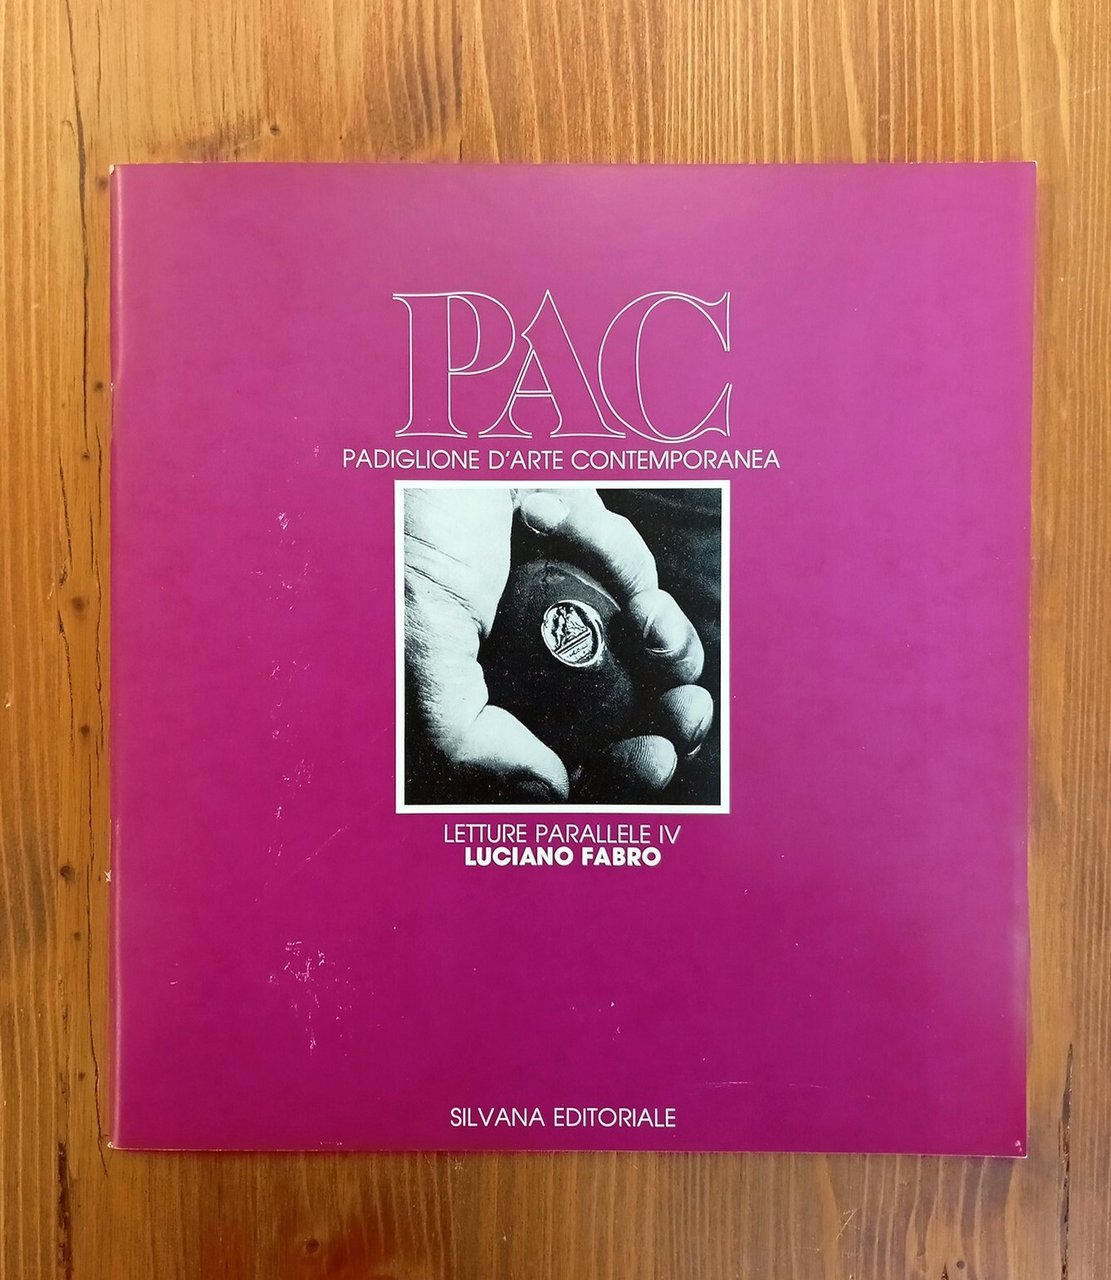 PAC
PADIGLIONE D'ARTE CONTEMPORANEA
LETTURE PARALLELE IV
LUCIANO FABRO
SILVANA EDITORIALE